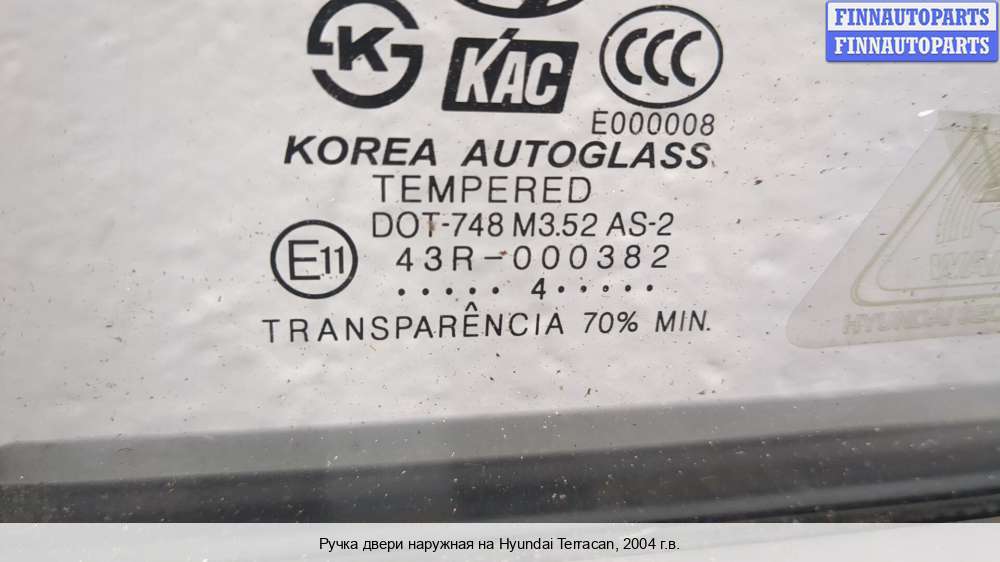 FINNAUTOPARTS
FINNAUTOPARTS
K
KAC
CCC
E000008
KOREA AUTOGLASS
TEMPERED
DOT-748 M3.52 AS-2
E11
43R-000382
.....4.....
TRANSPARÊNCIA 70% MIN.
HYUNDAI
Ручка двери наружная на Hyundai Terracan, 2004 г.в.